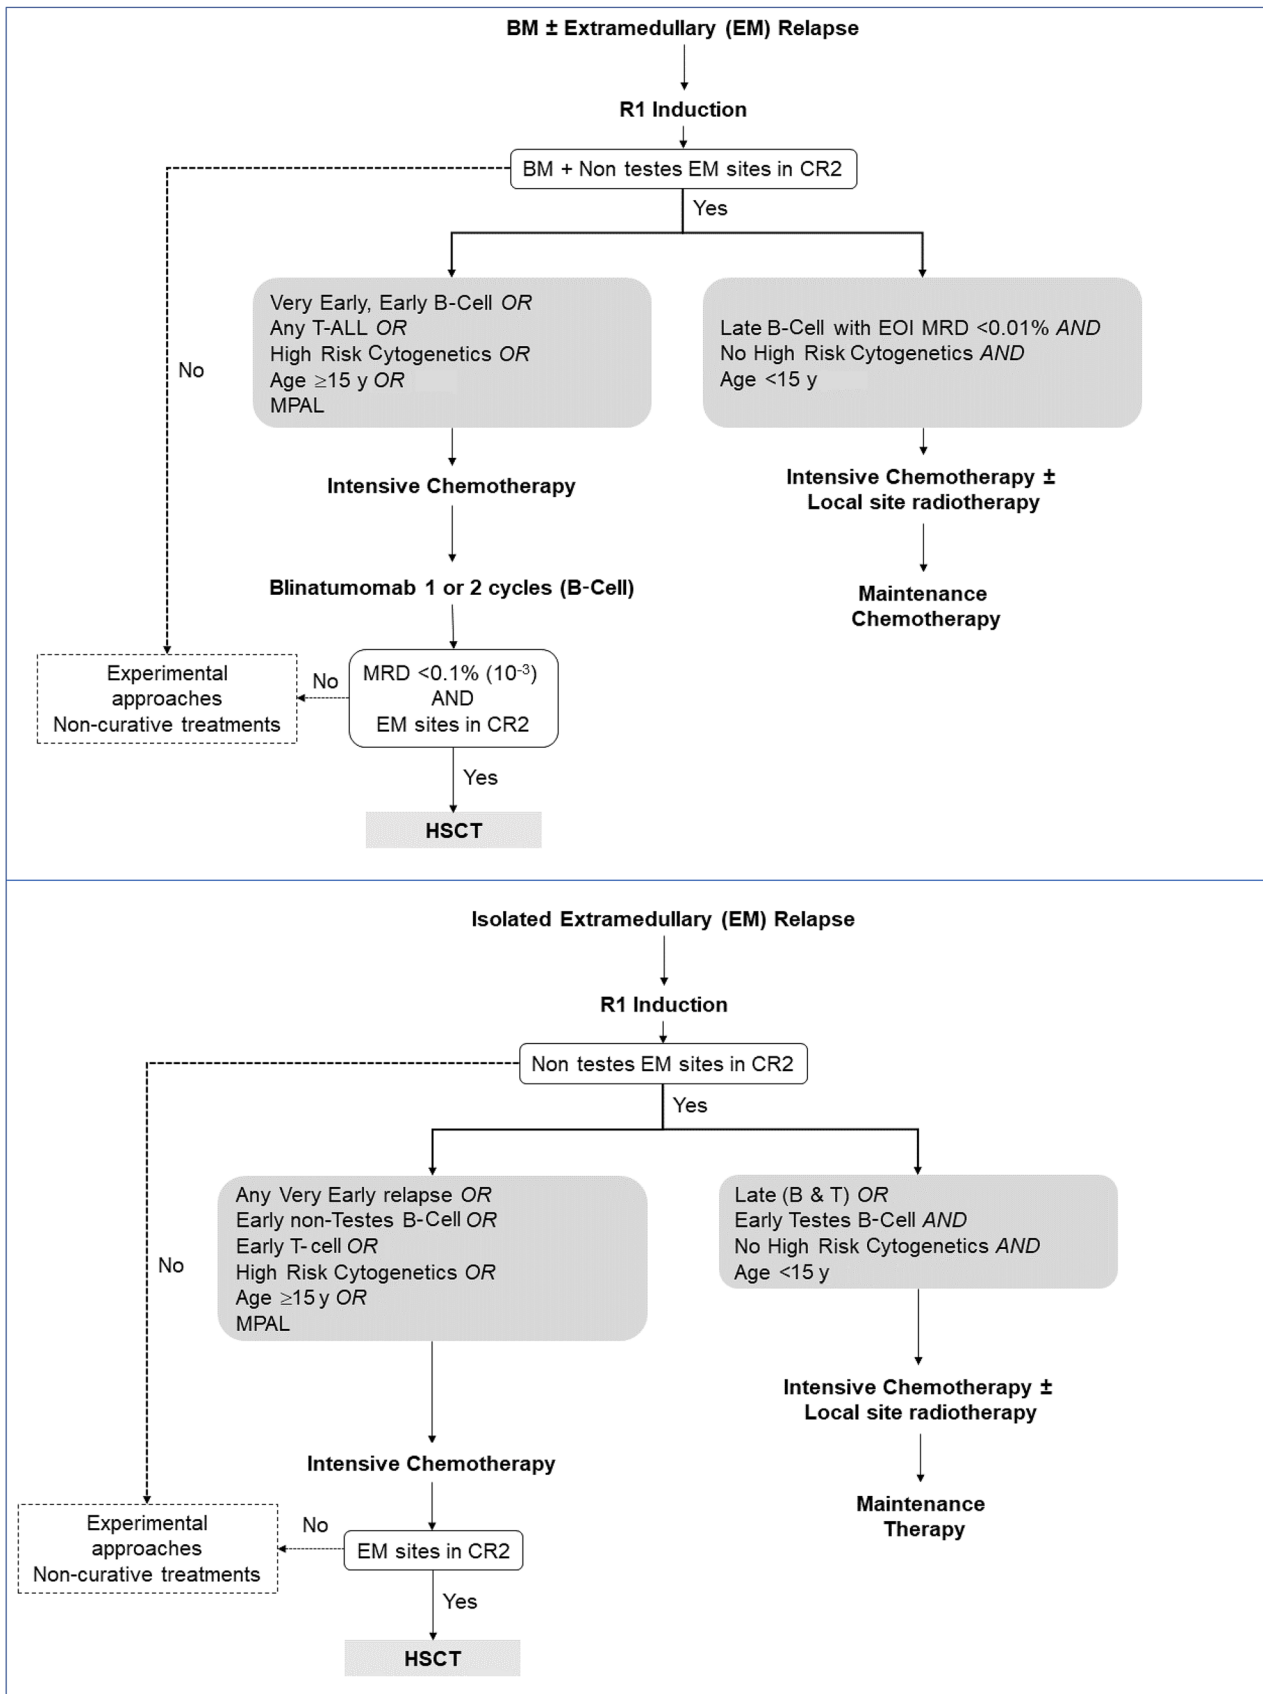 BM ± Extramedullary (EM) Relapse
R1 Induction
BM + Non testes EM sites in CR2
Yes
No
Very Early, Early B-Cell OR
Any T-ALL OR
High Risk Cytogenetics OR
Age ≥15 y OR
MPAL
Late B-Cell with EOI MRD <0.01% AND
No High Risk Cytogenetics AND
Age <15 y
Intensive Chemotherapy
Intensive Chemotherapy ±
Local site radiotherapy
Blinatumomab 1 or 2 cycles (B-Cell)
Maintenance
Chemotherapy
Experimental
approaches
Non-curative treatments
No
MRD <0.1% (10⁻³)
AND
EM sites in CR2
Yes
HSCT
Isolated Extramedullary (EM) Relapse
R1 Induction
Non testes EM sites in CR2
Yes
No
Any Very Early relapse OR
Early non-Testes B-Cell OR
Early T-cell OR
High Risk Cytogenetics OR
Age ≥15 y OR
MPAL
Late (B & T) OR
Early Testes B-Cell AND
No High Risk Cytogenetics AND
Age <15 y
Intensive Chemotherapy ±
Local site radiotherapy
Intensive Chemotherapy
Maintenance
Therapy
Experimental
approaches
Non-curative treatments
No
EM sites in CR2
Yes
HSCT